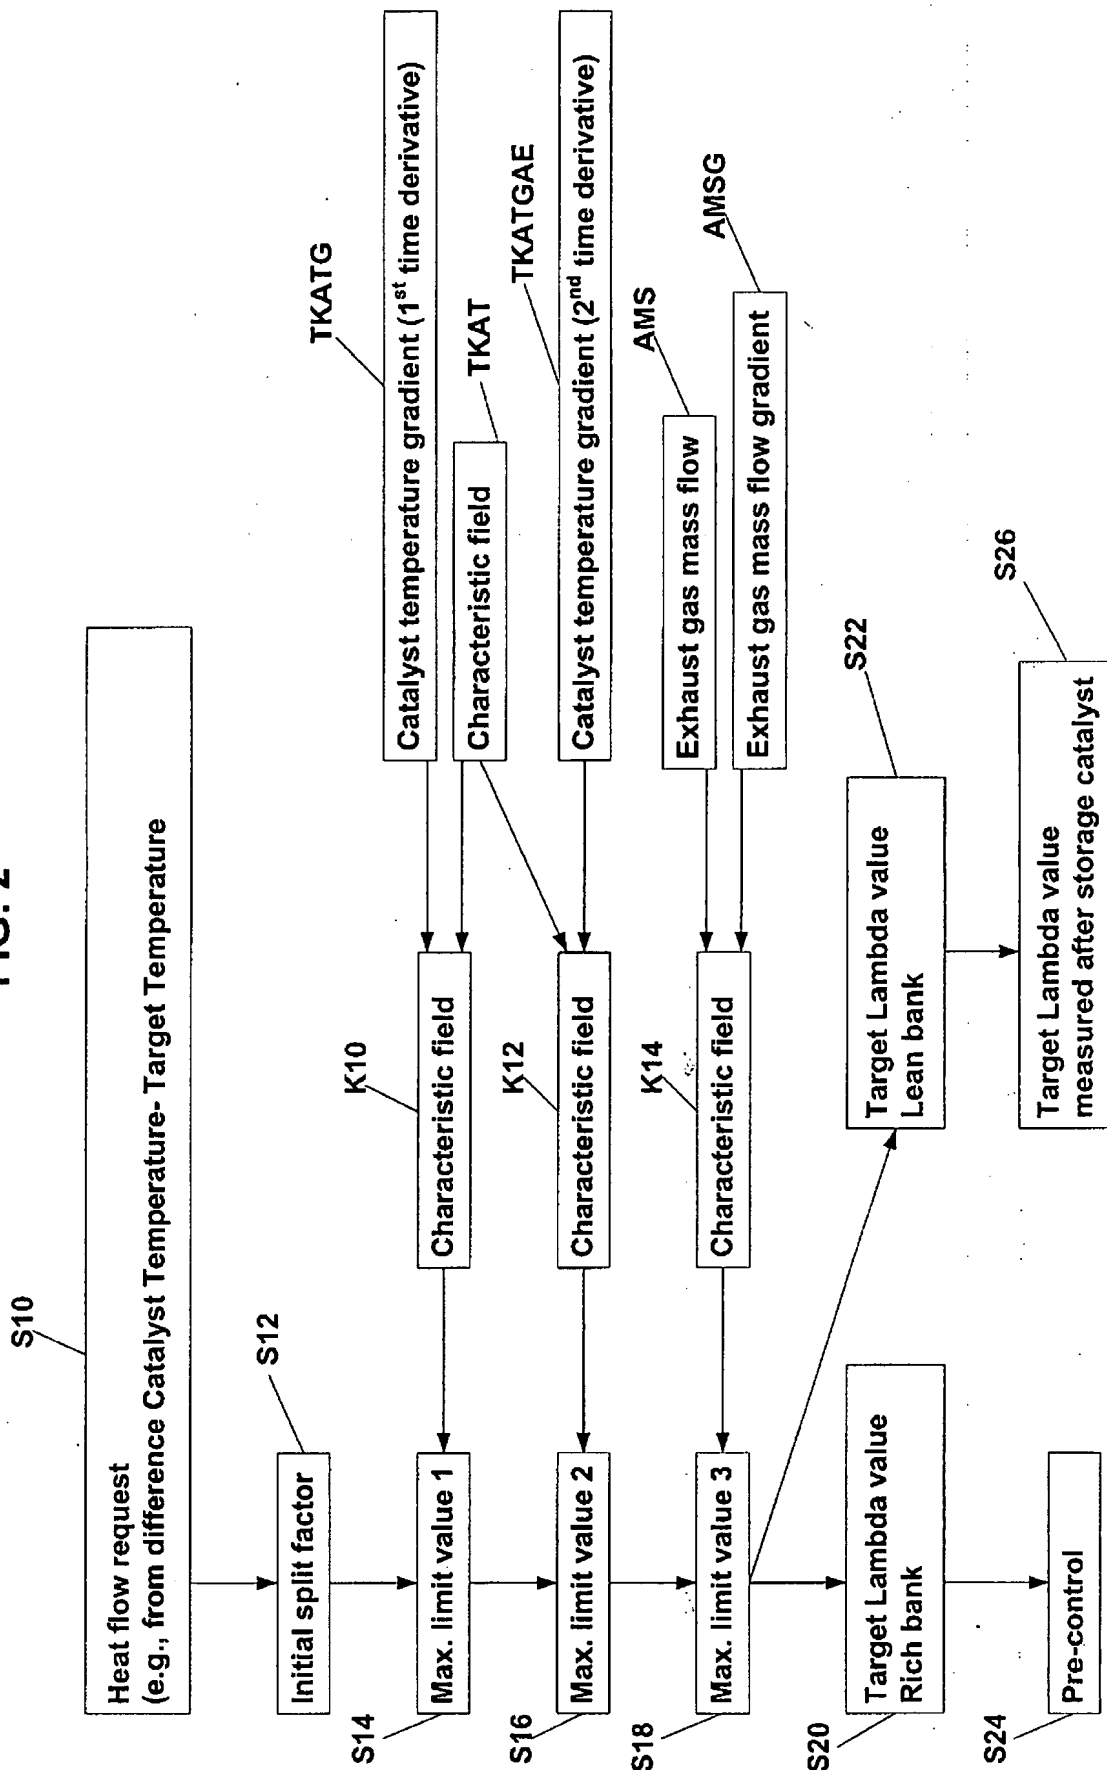 FIG. 2
S10
Heat flow request
(e.g., from difference Catalyst Temperature- Target Temperature
S12
Initial split factor
TKATG
Catalyst temperature gradient (1st time derivative)
K10
S14
Max. limit value 1
Characteristic field
Characteristic field
TKAT
TKATGAE
Catalyst temperature gradient (2nd time derivative)
K12
S16
Max. limit value 2
Characteristic field
AMS
Exhaust gas mass flow
K14
S18
Max. limit value 3
Characteristic field
Exhaust gas mass flow gradient
AMSG
S20
Target Lambda value
Rich bank
S22
Target Lambda value
Lean bank
S24
Pre-control
S26
Target Lambda value
measured after storage catalyst